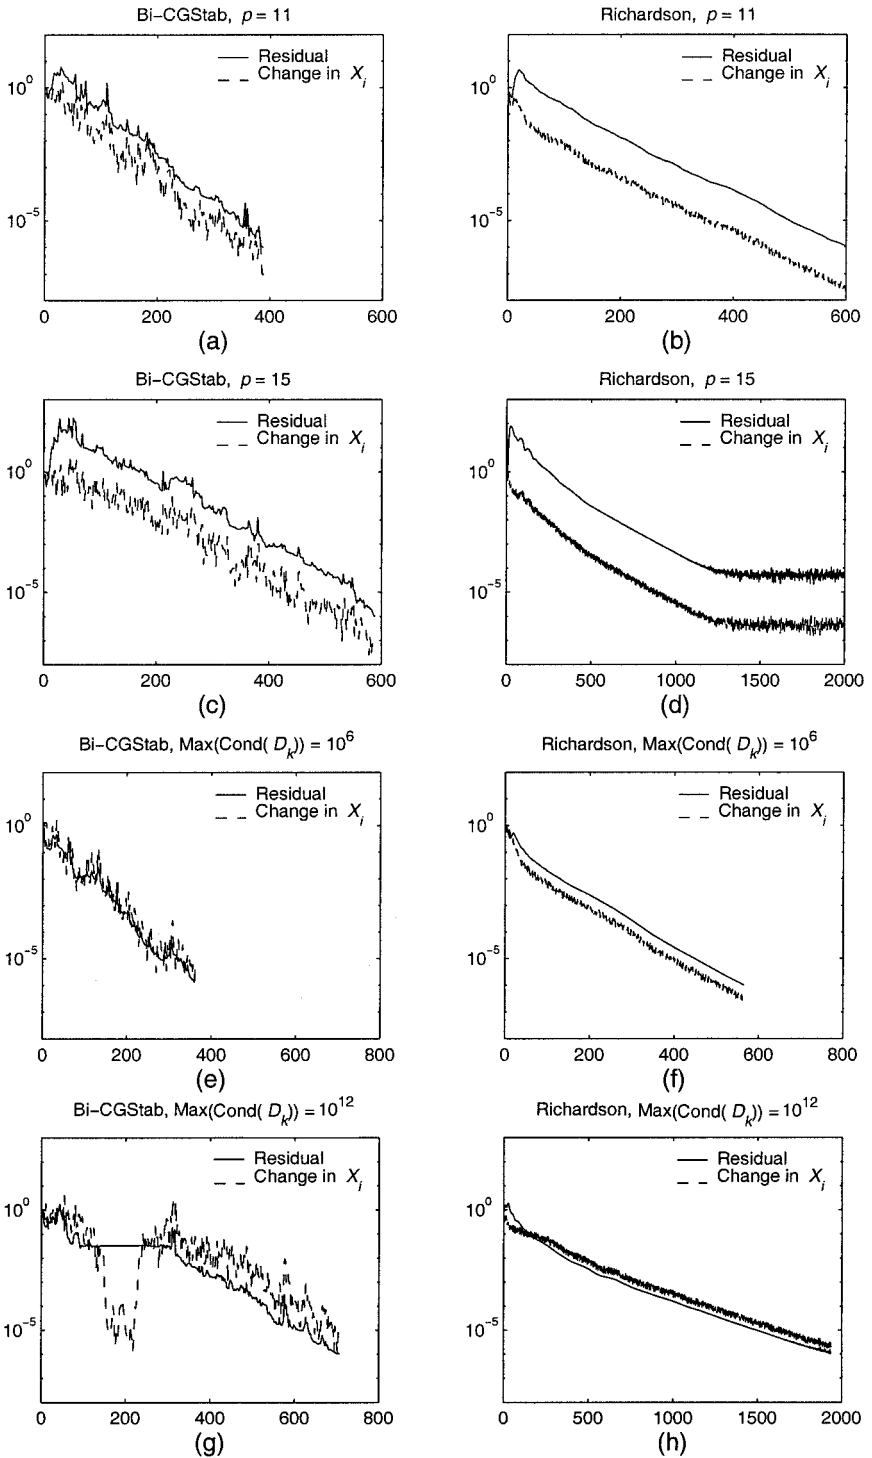 Bi−CGStab, p = 11
Residual
Change in X_i
10^0
10^−5
0 200 400 600
(a)
Richardson, p = 11
Residual
Change in X_i
10^0
10^−5
0 200 400 600
(b)
Bi−CGStab, p = 15
Residual
Change in X_i
10^0
10^−5
0 200 400 600
(c)
Richardson, p = 15
Residual
Change in X_i
10^0
10^−5
0 500 1000 1500 2000
(d)
Bi−CGStab, Max(Cond( D_k)) = 10^6
Residual
Change in X_i
10^0
10^−5
0 200 400 600 800
(e)
Richardson, Max(Cond( D_k)) = 10^6
Residual
Change in X_i
10^0
10^−5
0 200 400 600 800
(f)
Bi−CGStab, Max(Cond( D_k)) = 10^12
Residual
Change in X_i
10^0
10^−5
0 200 400 600 800
(g)
Richardson, Max(Cond( D_k)) = 10^12
Residual
Change in X_i
10^0
10^−5
0 500 1000 1500 2000
(h)